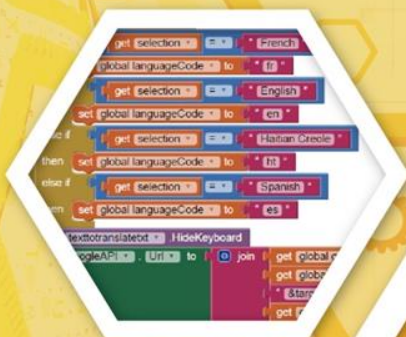 get selection = " French "
global languageCode to " fr "
get selection = " English "
set global languageCode to " en "
else if get selection = " Haitian Creole "
then set global languageCode to " ht "
else if get selection = " Spanish "
set global languageCode to " es "
texttotranslatetxt .HideKeyboard
ogleAPI . Url to join get global
get
" &targ
get